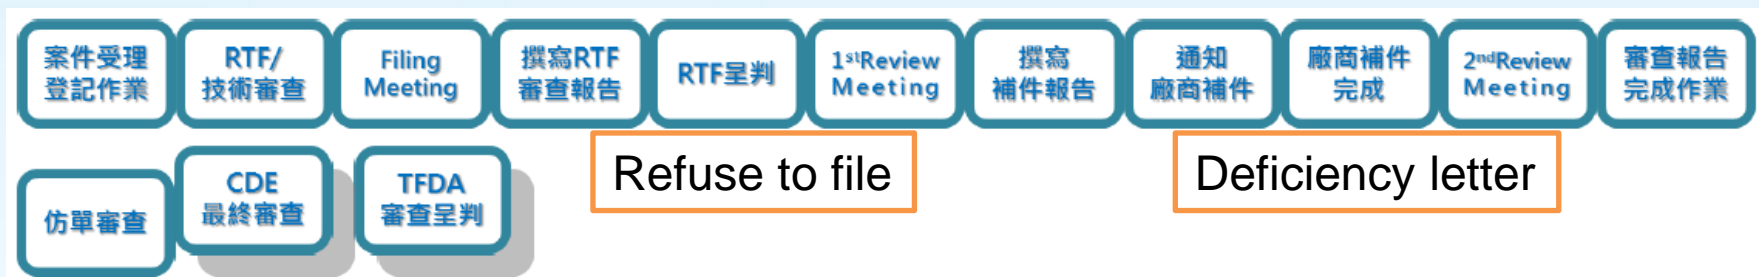 案件受理
登記作業
RTF/
技術審查
Filing
Meeting
撰寫RTF
審查報告
RTF呈判
1stReview
Meeting
撰寫
補件報告
通知
廠商補件
廠商補件
完成
2ndReview
Meeting
審查報告
完成作業
Refuse to file
Deficiency letter
仿單審查
CDE
最終審查
TFDA
審查呈判